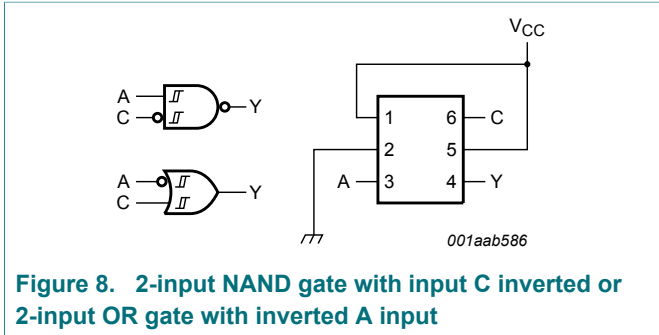 V_CC
A
C
Y
A
C
Y
1 6 C
2 5
A 3 4 Y
001aab586
Figure 8. 2-input NAND gate with input C inverted or
2-input OR gate with inverted A input